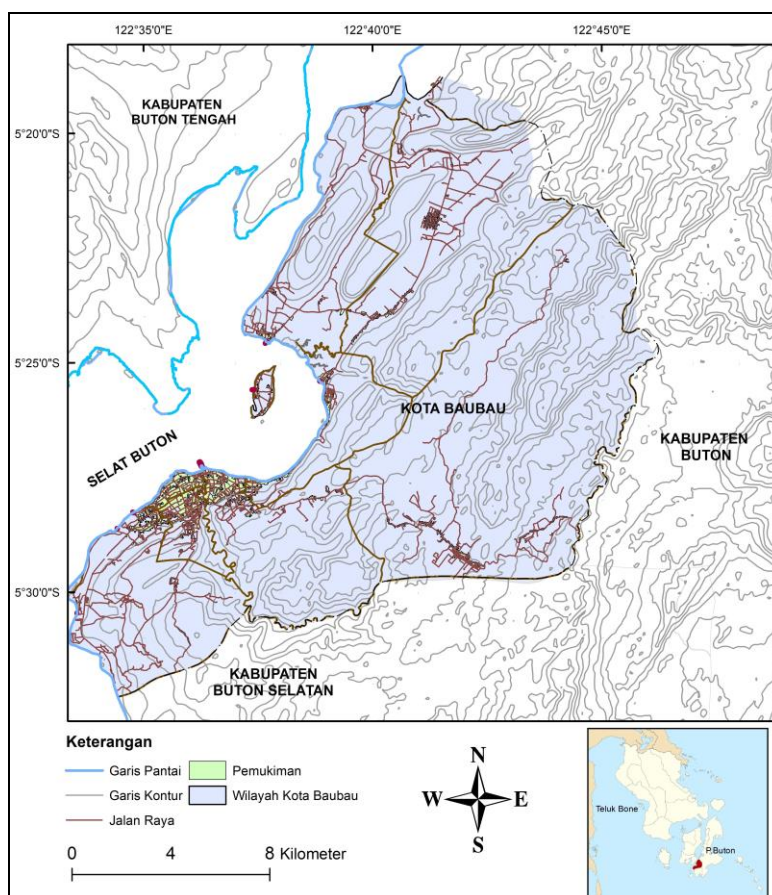 122°35'0"E 122°40'0"E 122°45'0"E
KABUPATEN
BUTON TENGAH
5°20'0"S
5°25'0"S
KOTA BAUBAU
SELAT BUTON
KABUPATEN
BUTON
5°30'0"S
KABUPATEN
BUTON SELATAN
Keterangan
Garis Pantai Pemukiman
Garis Kontur Wilayah Kota Baubau
Jalan Raya
0 4 8 Kilometer
N
W E
S
Teluk Bone
P.Buton